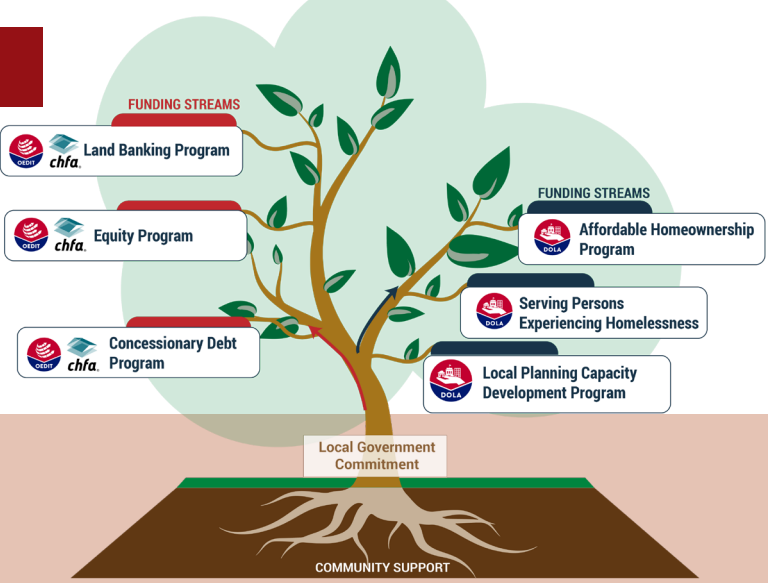 FUNDING STREAMS
OEDIT
chfa.
Land Banking Program
OEDIT
chfa.
Equity Program
OEDIT
chfa.
Concessionary Debt
Program
FUNDING STREAMS
DOLA
Affordable Homeownership
Program
DOLA
Serving Persons
Experiencing Homelessness
DOLA
Local Planning Capacity
Development Program
Local Government
Commitment
COMMUNITY SUPPORT